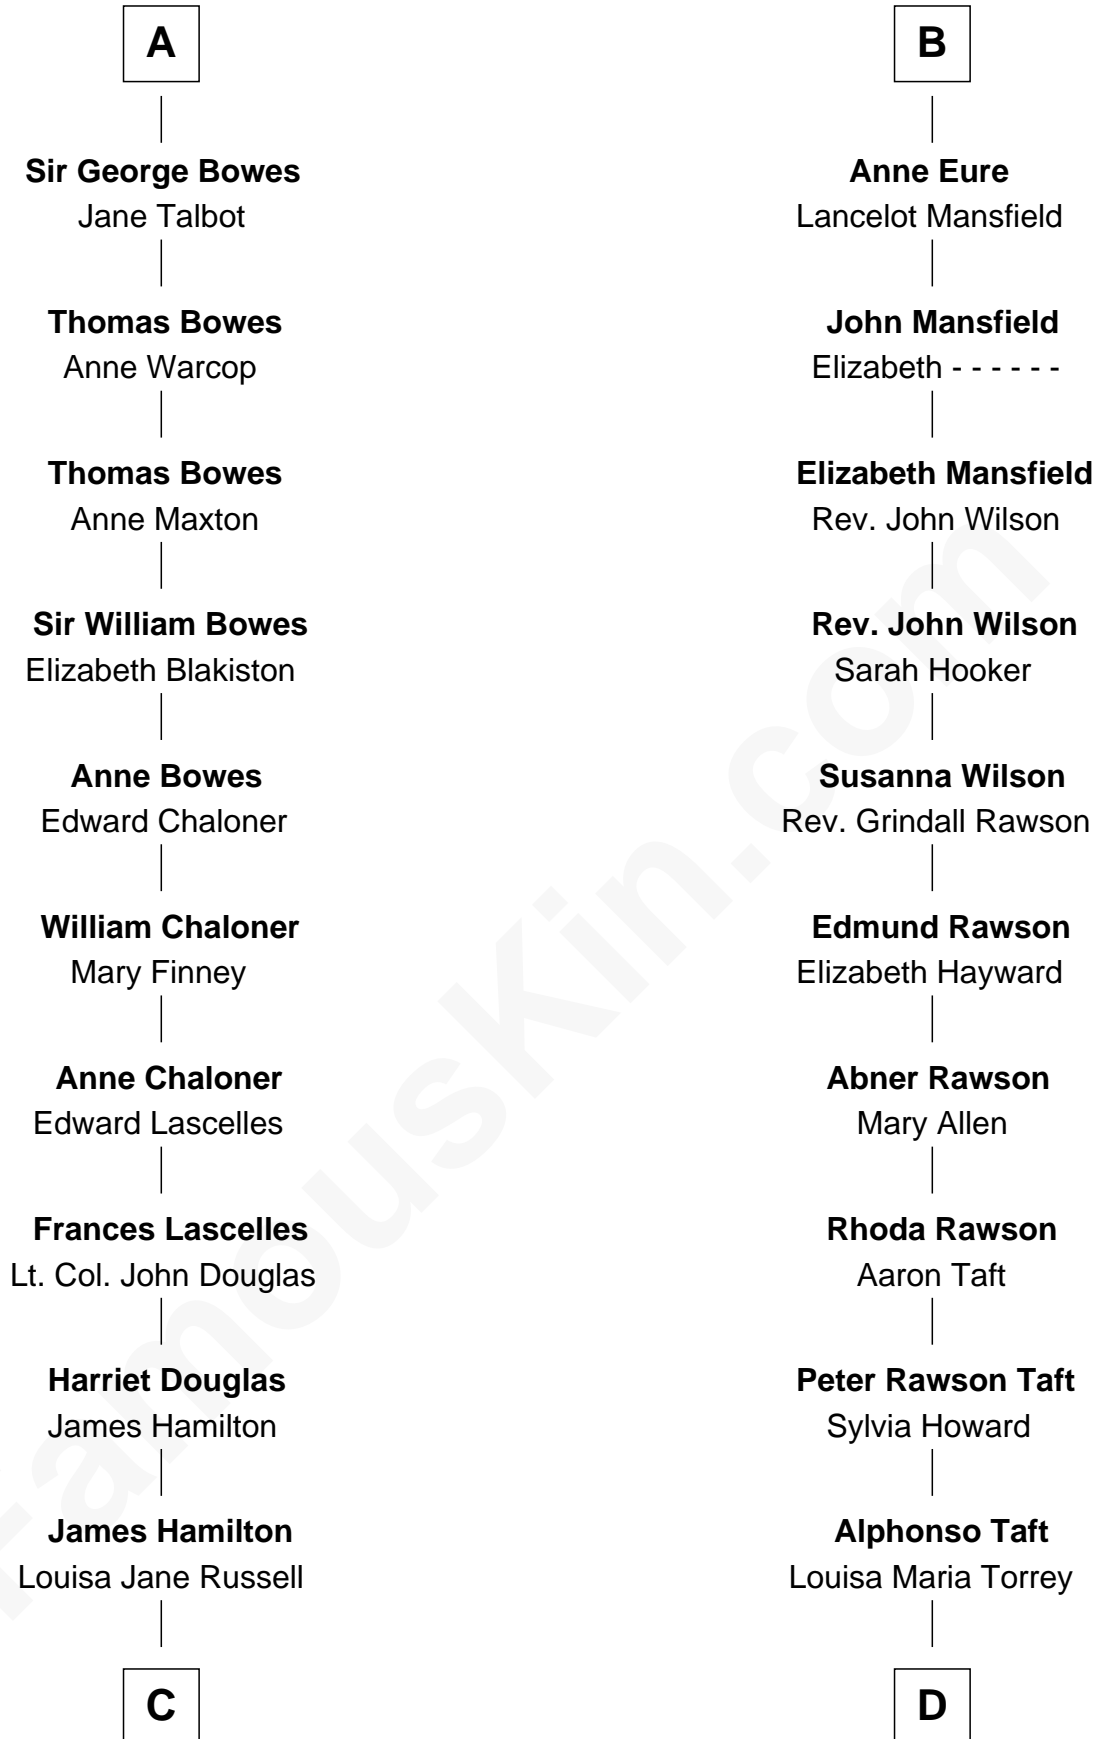 A
Sir George Bowes
Jane Talbot
Thomas Bowes
Anne Warcop
Thomas Bowes
Anne Maxton
Sir William Bowes
Elizabeth Blakiston
Anne Bowes
Edward Chaloner
William Chaloner
Mary Finney
Anne Chaloner
Edward Lascelles
Frances Lascelles
Lt. Col. John Douglas
Harriet Douglas
James Hamilton
James Hamilton
Louisa Jane Russell
C
B
Anne Eure
Lancelot Mansfield
John Mansfield
Elizabeth - - - - - -
Elizabeth Mansfield
Rev. John Wilson
Rev. John Wilson
Sarah Hooker
Susanna Wilson
Rev. Grindall Rawson
Edmund Rawson
Elizabeth Hayward
Abner Rawson
Mary Allen
Rhoda Rawson
Aaron Taft
Peter Rawson Taft
Sylvia Howard
Alphonso Taft
Louisa Maria Torrey
D
FamousKin.com